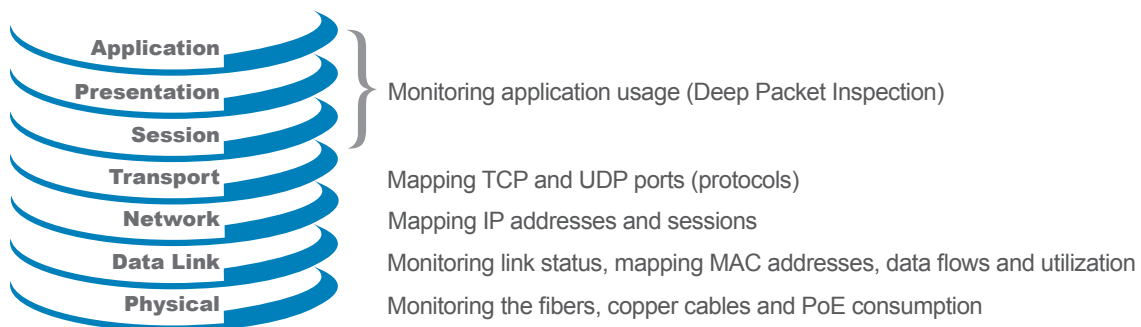 Application
Presentation Monitoring application usage (Deep Packet Inspection)
Session
Transport Mapping TCP and UDP ports (protocols)
Network Mapping IP addresses and sessions
Data Link Monitoring link status, mapping MAC addresses, data flows and utilization
Physical Monitoring the fibers, copper cables and PoE consumption